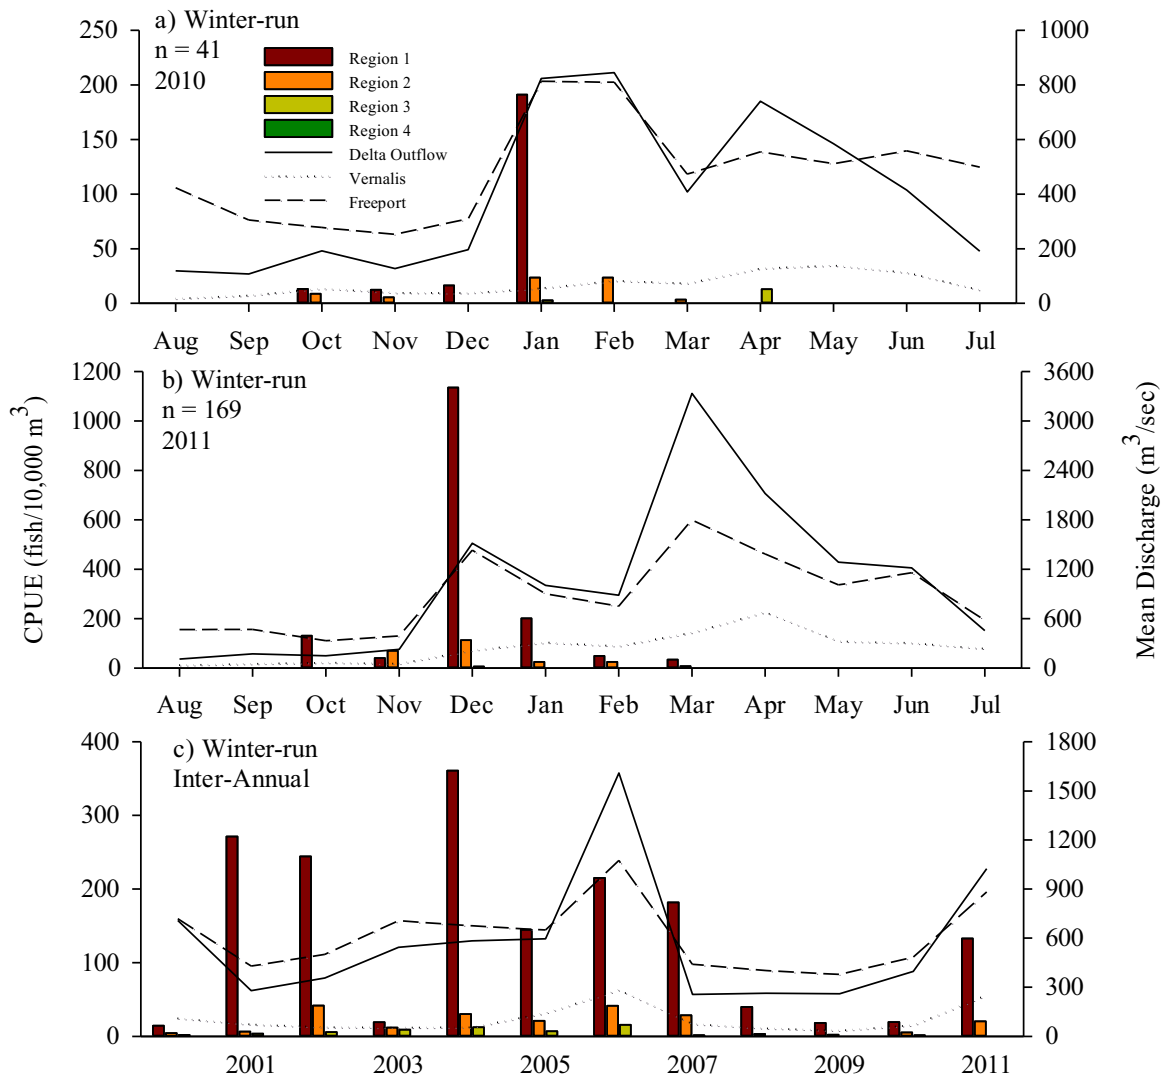 a) Winter-run
n = 41
2010
Region 1
Region 2
Region 3
Region 4
Delta Outflow
Vernalis
Freeport
250
200
150
100
50
0
1000
800
600
400
200
0
Aug Sep Oct Nov Dec Jan Feb Mar Apr May Jun Jul
b) Winter-run
n = 169
2011
1200
1000
800
600
400
200
0
3600
3000
2400
1800
1200
600
0
Aug Sep Oct Nov Dec Jan Feb Mar Apr May Jun Jul
CPUE (fish/10,000 m³)
Mean Discharge (m³/sec)
c) Winter-run
Inter-Annual
400
300
200
100
0
1800
1500
1200
900
600
300
0
2001 2003 2005 2007 2009 2011